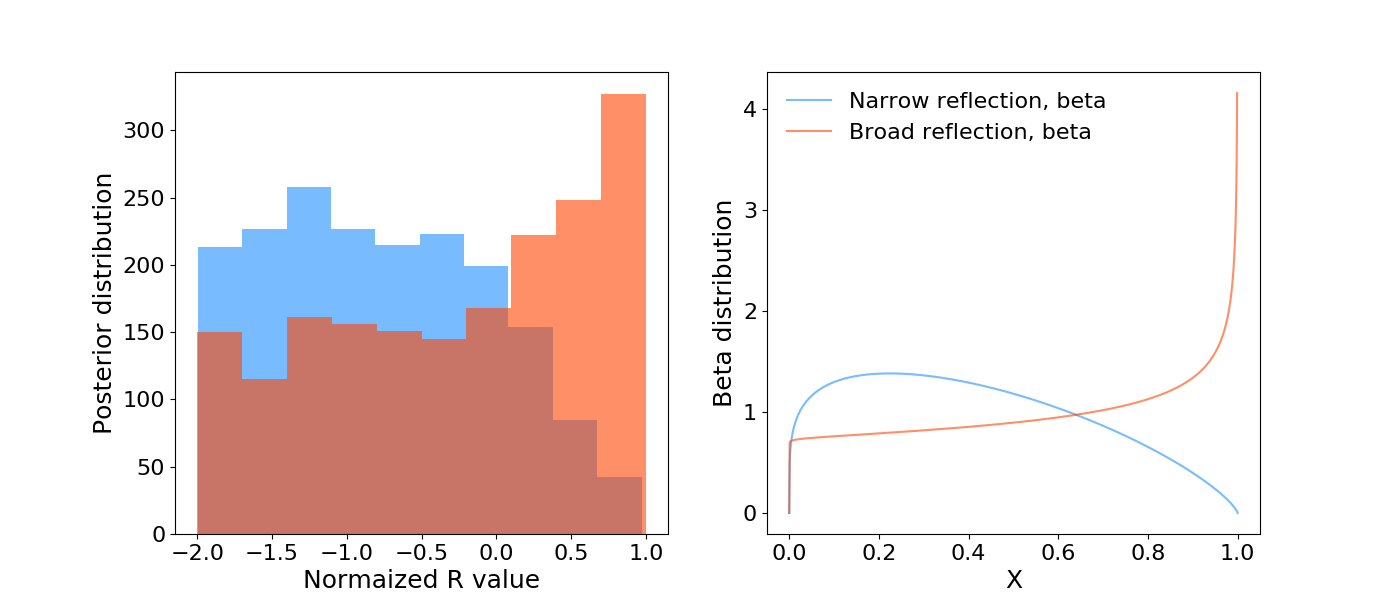 Posterior distribution
300
250
200
150
100
50
0
−2.0 −1.5 −1.0 −0.5 0.0 0.5 1.0
Normaized R value
Beta distribution
4
3
2
1
0
Narrow reflection, beta
Broad reflection, beta
0.0 0.2 0.4 0.6 0.8 1.0
X